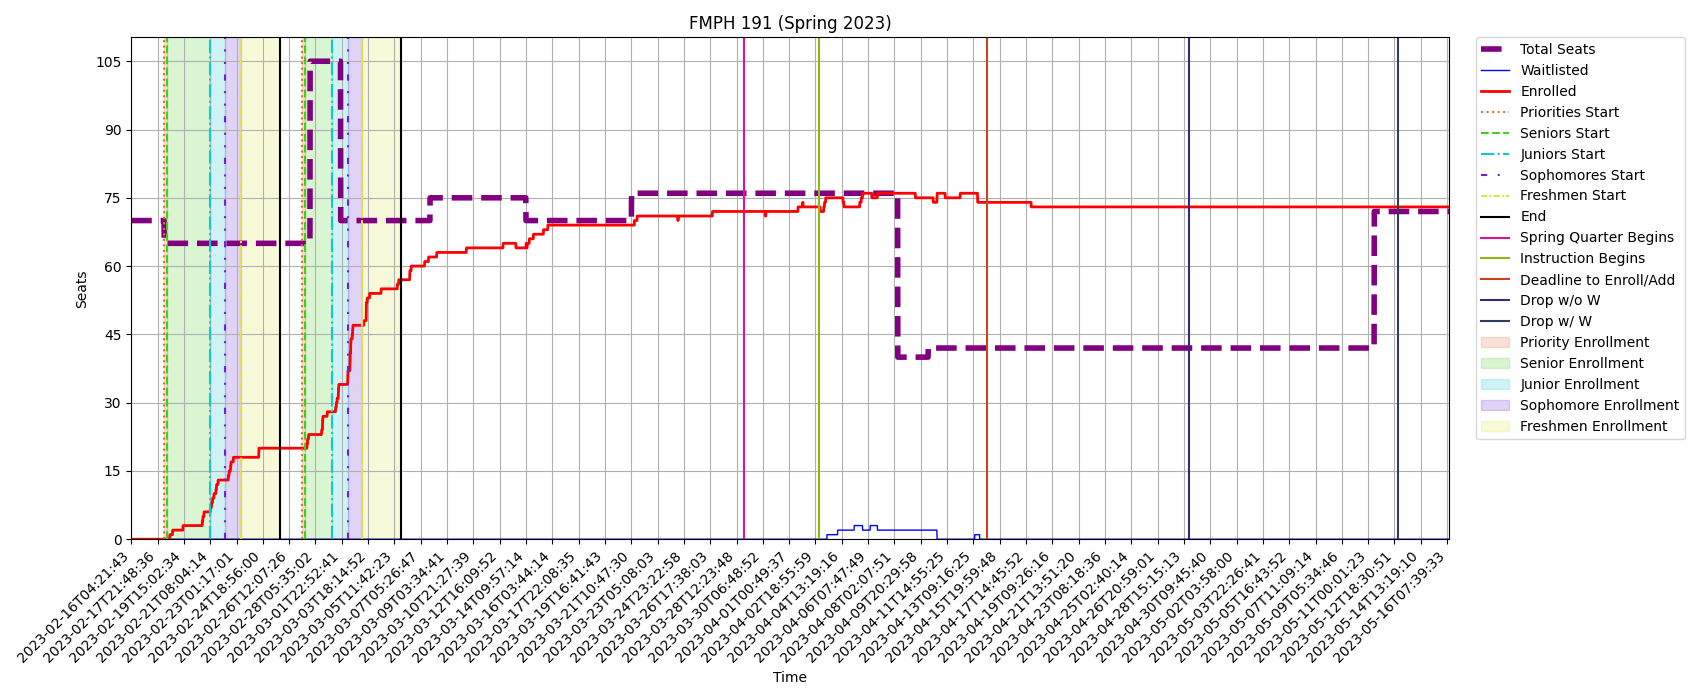 FMPH 191 (Spring 2023)
Seats
105
90
75
60
45
30
15
0
2023-02-16T04:21:43
2023-02-17T21:48:36
2023-02-19T15:02:34
2023-02-21T08:04:14
2023-02-23T01:17:01
2023-02-24T18:56:00
2023-02-26T12:07:26
2023-02-28T05:35:02
2023-03-01T22:52:41
2023-03-03T18:14:52
2023-03-05T11:42:23
2023-03-07T05:26:47
2023-03-09T03:34:41
2023-03-10T21:27:39
2023-03-12T16:09:52
2023-03-14T09:57:14
2023-03-16T03:44:14
2023-03-17T22:08:35
2023-03-19T16:41:43
2023-03-21T10:47:30
2023-03-23T05:08:03
2023-03-24T23:22:58
2023-03-26T17:38:03
2023-03-28T12:23:48
2023-03-30T06:48:52
2023-04-01T00:49:37
2023-04-02T18:55:59
2023-04-04T13:19:16
2023-04-06T07:47:49
2023-04-08T02:07:51
2023-04-09T20:29:58
2023-04-11T14:55:25
2023-04-13T09:16:25
2023-04-15T19:59:48
2023-04-17T14:45:52
2023-04-19T09:26:16
2023-04-21T13:51:20
2023-04-23T08:18:36
2023-04-25T02:40:14
2023-04-26T20:59:01
2023-04-28T15:15:13
2023-04-30T09:45:40
2023-05-02T03:58:00
2023-05-03T22:26:41
2023-05-05T16:43:52
2023-05-07T11:09:14
2023-05-09T05:34:46
2023-05-11T00:01:23
2023-05-12T18:30:51
2023-05-14T13:19:10
2023-05-16T07:39:33
Time
Total Seats
Waitlisted
Enrolled
Priorities Start
Seniors Start
Juniors Start
Sophomores Start
Freshmen Start
End
Spring Quarter Begins
Instruction Begins
Deadline to Enroll/Add
Drop w/o W
Drop w/ W
Priority Enrollment
Senior Enrollment
Junior Enrollment
Sophomore Enrollment
Freshmen Enrollment